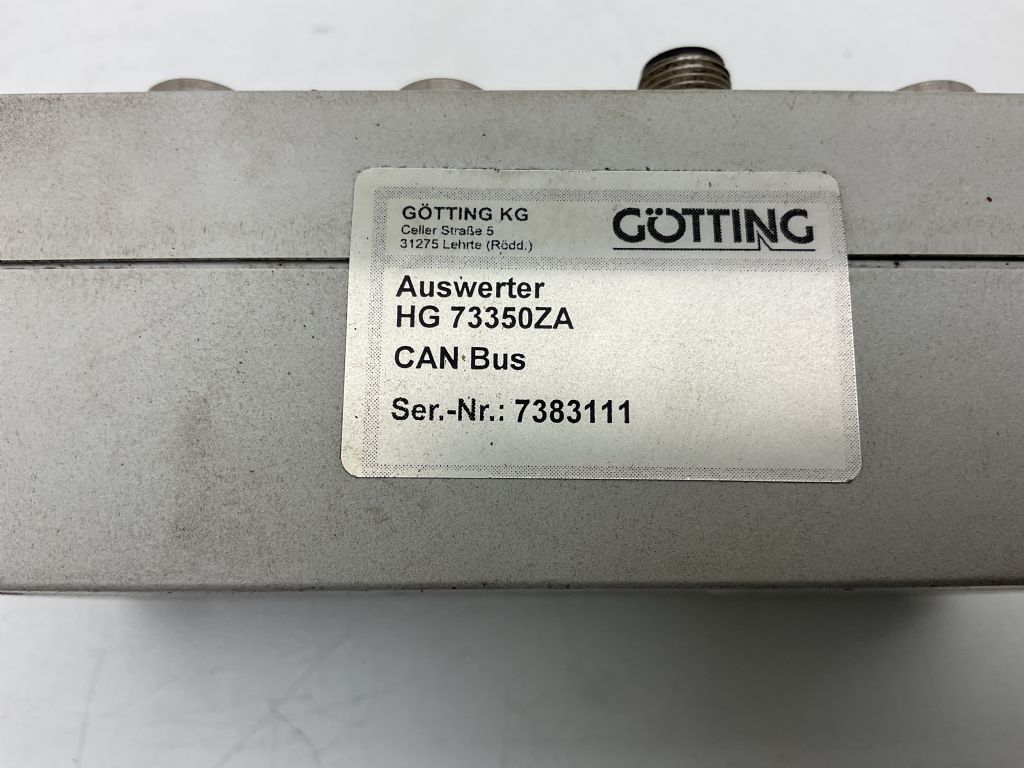 GÖTTING KG
Celler Straße 5
31275 Lehrte (Rödd.)
GÖTTING
Auswerter
HG 73350ZA
CAN Bus
Ser.-Nr.: 7383111